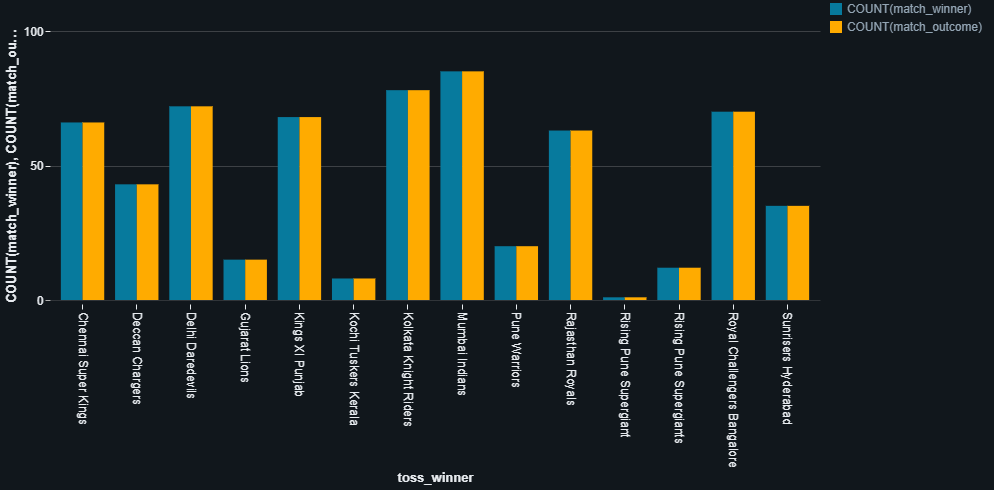 COUNT(match_winner)
COUNT(match_outcome)
COUNT(match_winner), COUNT(match_ou...
100
50
0
Chennai Super Kings
Deccan Chargers
Delhi Daredevils
Gujarat Lions
Kings XI Punjab
Kochi Tuskers Kerala
Kolkata Knight Riders
Mumbai Indians
Pune Warriors
Rajasthan Royals
Rising Pune Supergiant
Rising Pune Supergiants
Royal Challengers Bangalore
Sunrisers Hyderabad
toss_winner